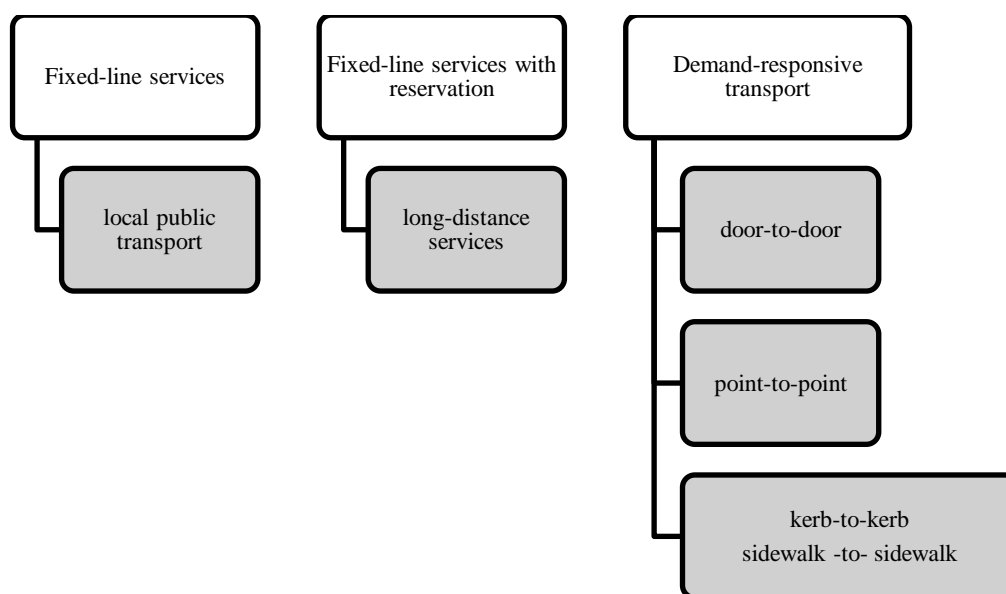 Fixed-line services
local public
transport
Fixed-line services with
reservation
long-distance
services
Demand-responsive
transport
door-to-door
point-to-point
kerb-to-kerb
sidewalk -to- sidewalk